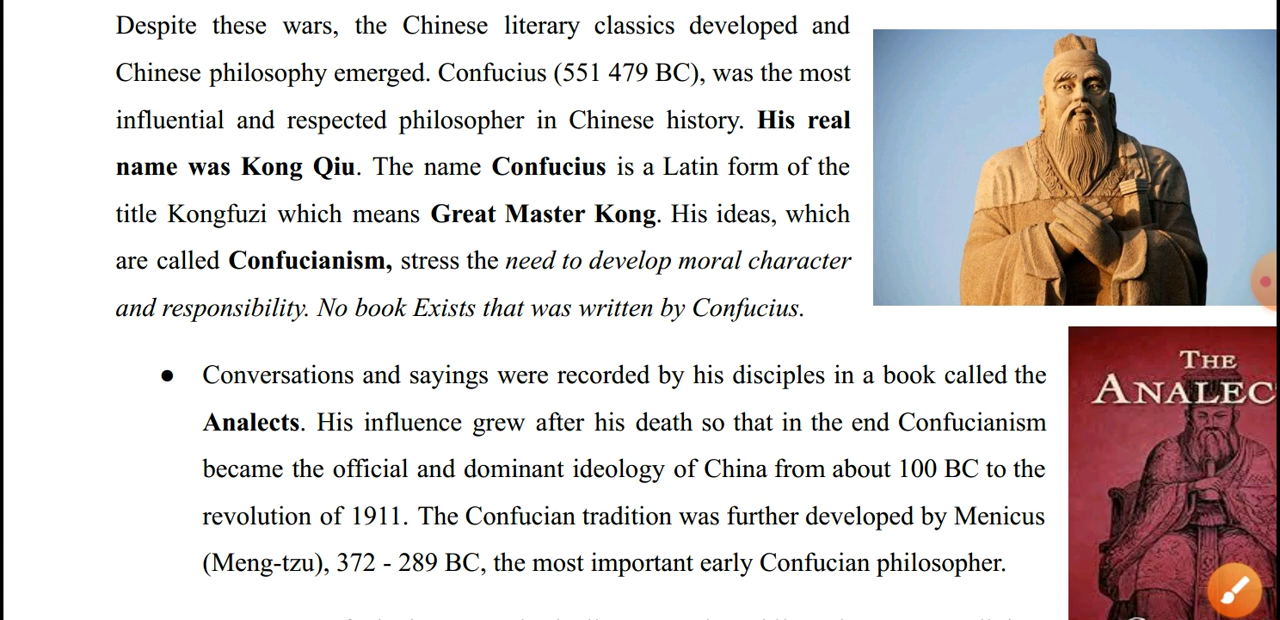 Despite these wars, the Chinese literary classics developed and
Chinese philosophy emerged. Confucius (551 479 BC), was the most
influential and respected philosopher in Chinese history. His real
name was Kong Qiu. The name Confucius is a Latin form of the
title Kongfuzi which means Great Master Kong. His ideas, which
are called Confucianism, stress the need to develop moral character
and responsibility. No book Exists that was written by Confucius.
● Conversations and sayings were recorded by his disciples in a book called the
Analects. His influence grew after his death so that in the end Confucianism
became the official and dominant ideology of China from about 100 BC to the
revolution of 1911. The Confucian tradition was further developed by Menicus
(Meng-tzu), 372 - 289 BC, the most important early Confucian philosopher.
THE
ANALEC